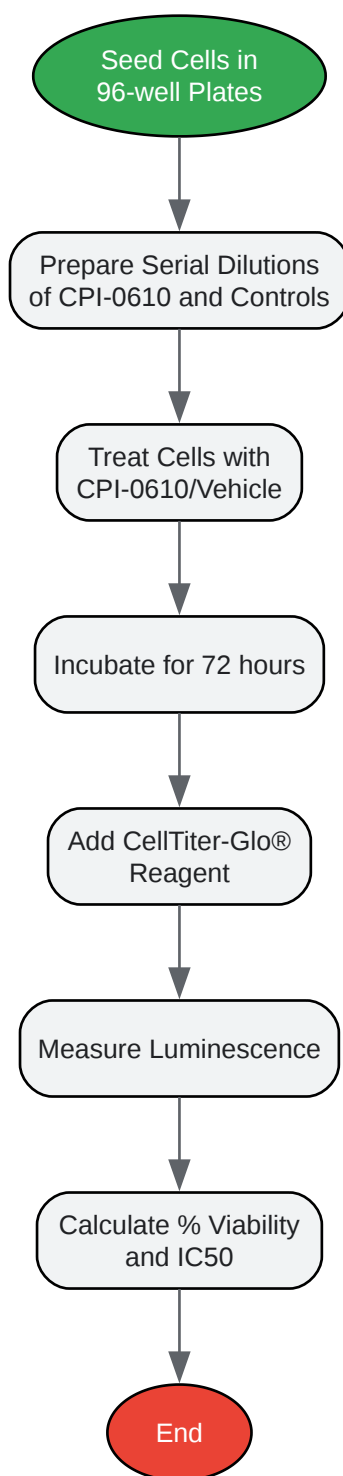 Seed Cells in
96-well Plates
Prepare Serial Dilutions
of CPI-0610 and Controls
Treat Cells with
CPI-0610/Vehicle
Incubate for 72 hours
Add CellTiter-Glo®
Reagent
Measure Luminescence
Calculate % Viability
and IC50
End